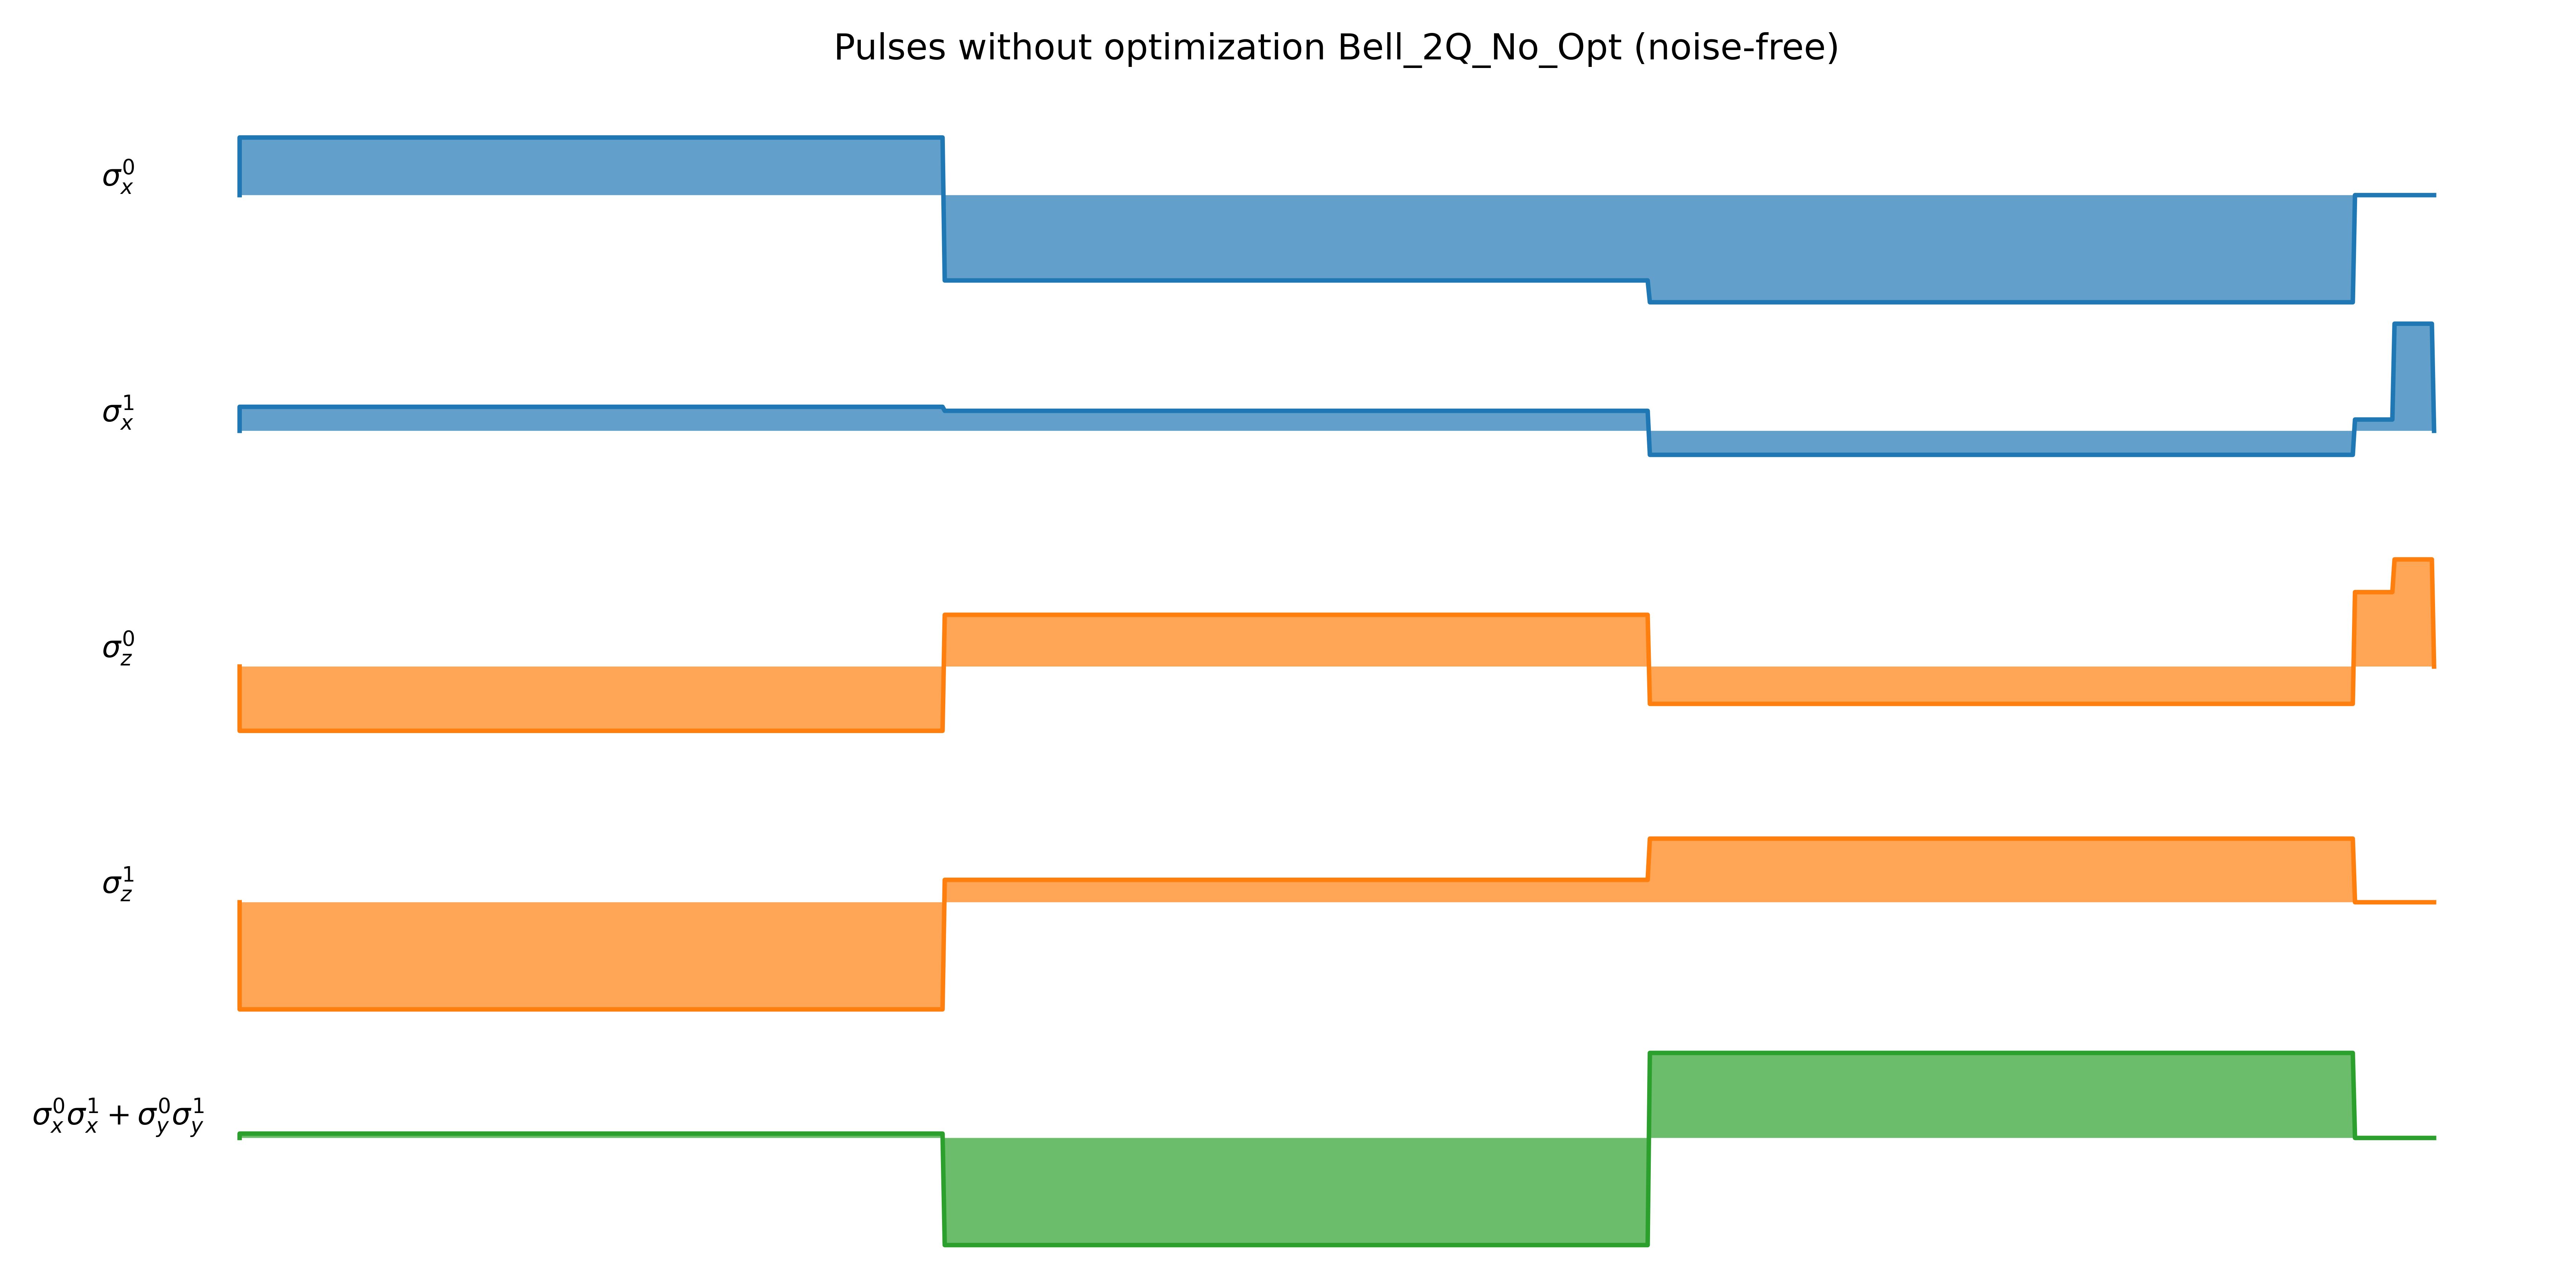 Pulses without optimization Bell_2Q_No_Opt (noise-free)
σ_x^0
σ_x^1
σ_z^0
σ_z^1
σ_x^0σ_x^1 + σ_y^0σ_y^1